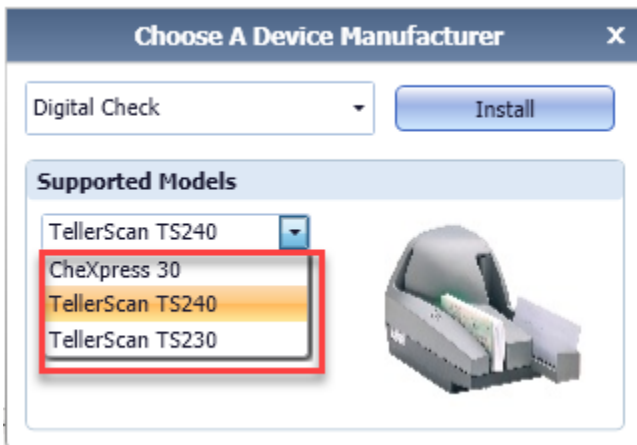 Choose A Device Manufacturer X
Digital Check Install
Supported Models
TellerScan TS240
CheXpress 30
TellerScan TS240
TellerScan TS230